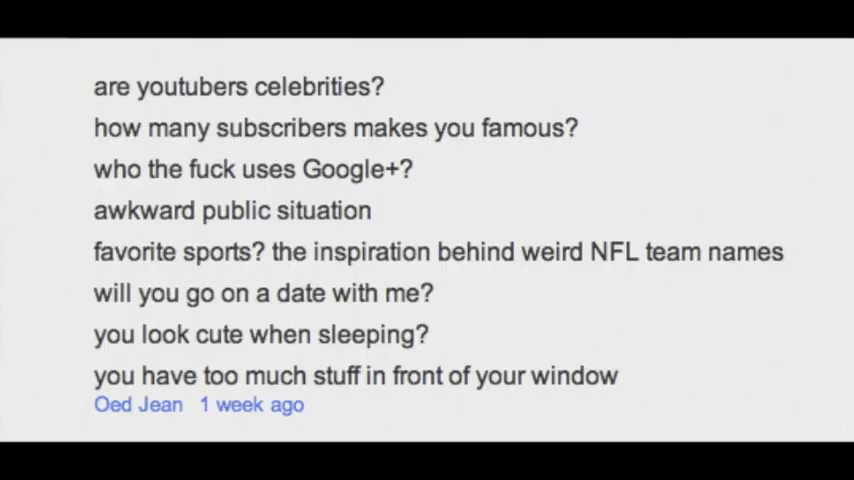 are youtubers celebrities?
how many subscribers makes you famous?
who the fuck uses Google+?
awkward public situation
favorite sports? the inspiration behind weird NFL team names
will you go on a date with me?
you look cute when sleeping?
you have too much stuff in front of your window
Oed Jean 1 week ago